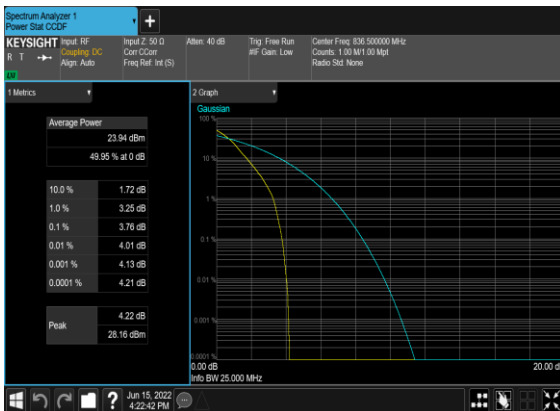 Spectrum Analyzer 1
Power Stat CCDF
KEYSIGHT
R T
LV
Input: RF
Coupling: DC
Align: Auto
Input Z: 50 Ω
Corr CCorr
Freq Ref: Int (S)
Atten: 40 dB
Trig: Free Run
#IF Gain: Low
Center Freq: 836.500000 MHz
Counts: 1.00 M/1.00 Mpt
Radio Std: None
1 Metrics
Average Power
23.94 dBm
49.95 % at 0 dB
10.0 % 1.72 dB
1.0 % 3.25 dB
0.1 % 3.76 dB
0.01 % 4.01 dB
0.001 % 4.13 dB
0.0001 % 4.21 dB
Peak 4.22 dB
28.16 dBm
2 Graph
Gaussian
100 %
10 %
1 %
0.1 %
0.01 %
0.001 %
0.0001 %
0.00 dB
20.00 d
Info BW 25.000 MHz
?
Jun 15, 2022
4:22:42 PM